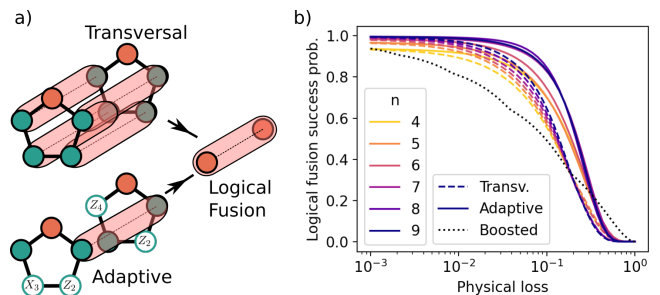 a)
Transversal
Z4
Z2
X3
Z2
Adaptive
Logical
Fusion
b)
Logical fusion success prob.
1.0
0.8
0.6
0.4
0.2
0.0
n
4
5
6
7
8
9
Transv.
Adaptive
Boosted
10⁻³
10⁻²
10⁻¹
10⁰
Physical loss